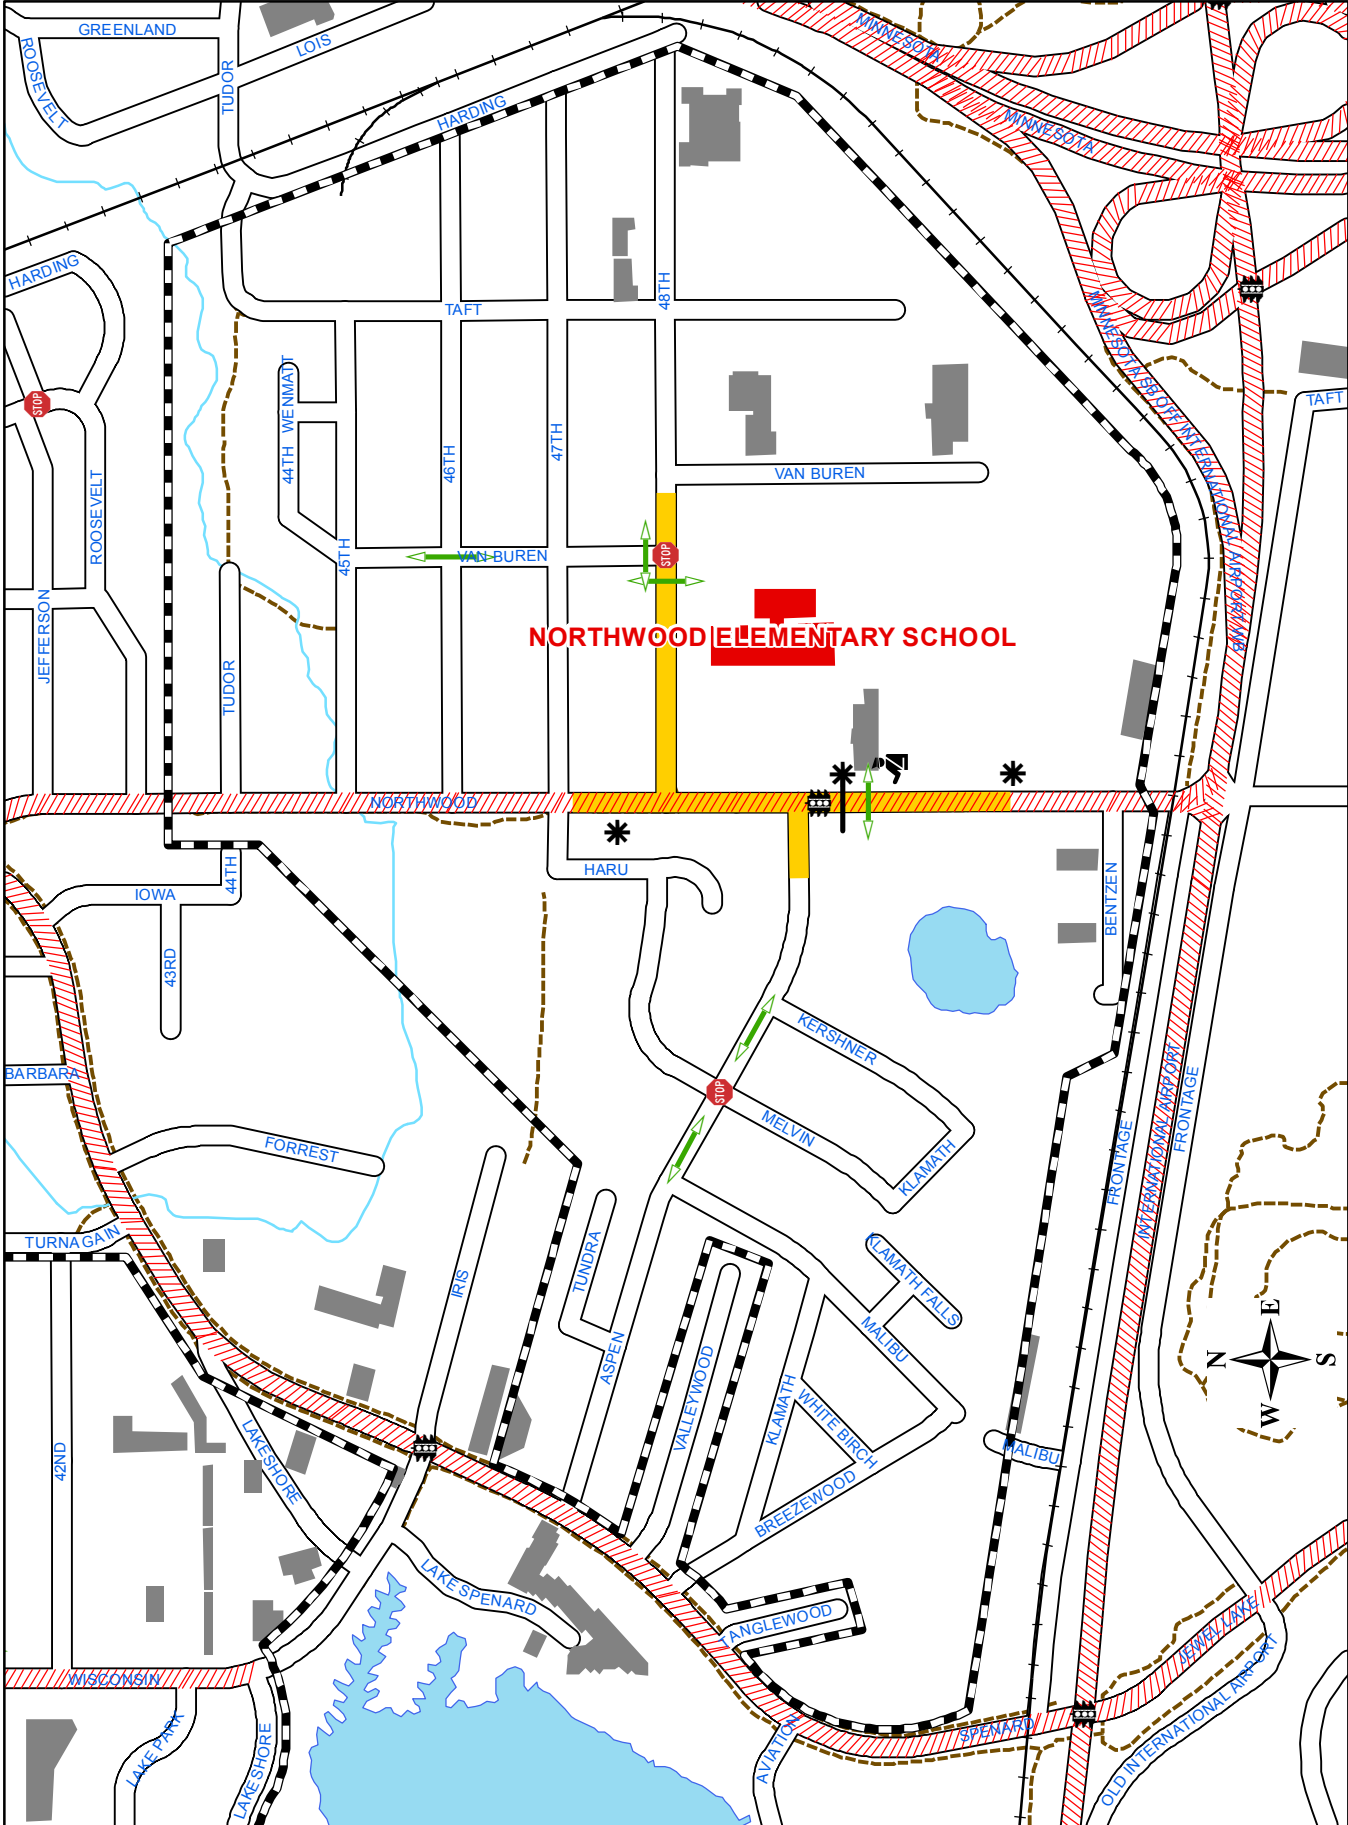 GREENLAND
ROOSEVELT
TUDOR
LOIS
HARDING
MINNESOTA
MINNESOTA
HARDING
TAFT
48TH
STOP
44TH WENMATT
46TH
47TH
MINNESOTA SBOFF INTERNATIONAL AIRPORT WB
TAFT
ROOSEVELT
VAN BUREN
45TH
VAN BUREN
STOP
JEFFERSON
TUDOR
NORTHWOOD ELEMENTARY SCHOOL
NORTHWOOD
44TH
IOWA
HARU
BENTZEN
43RD
KERSHNER
BARBARA
STOP
MELVIN
INTERNATIONAL AIRPORT
FRONTAGE
FRONTAGE
FORREST
KLAMATH
TURNAGAIN
IRIS
TUNDRA
KLAMATH FALLS
ASPEN
MALIBU
N
E
S
W
VALLEYWOOD
KLAMATH
WHITE BIRCH
42ND
LAKESHORE
MALIBU
BREEZEWOOD
LAKE SPENARD
TANGLEWOOD
JEWEL LAKE
WISCONSIN
LAKE PARK
LAKESHORE
AVIATION
SPENARD
OLD INTERNATIONAL AIRPORT